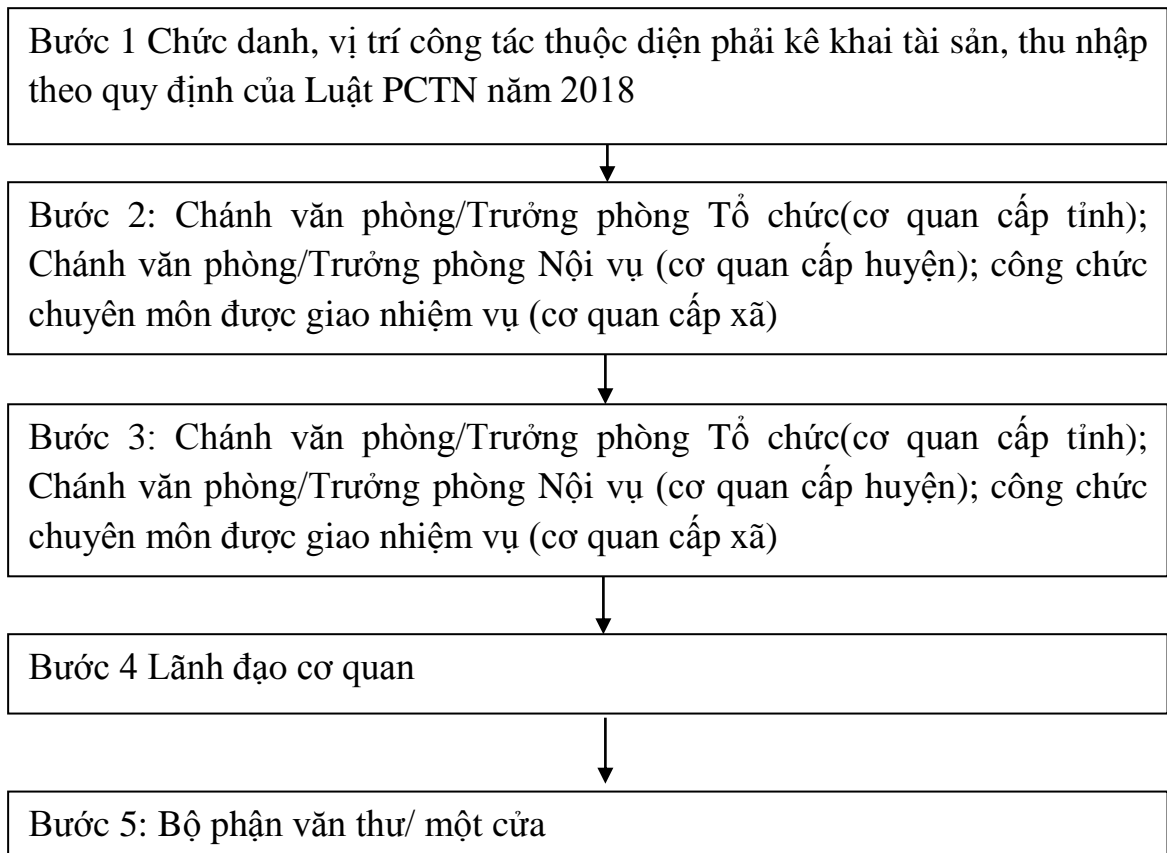 Bước 1 Chức danh, vị trí công tác thuộc diện phải kê khai tài sản, thu nhập
theo quy định của Luật PCTN năm 2018
Bước 2: Chánh văn phòng/Trưởng phòng Tổ chức(cơ quan cấp tỉnh);
Chánh văn phòng/Trưởng phòng Nội vụ (cơ quan cấp huyện); công chức
chuyên môn được giao nhiệm vụ (cơ quan cấp xã)
Bước 3: Chánh văn phòng/Trưởng phòng Tổ chức(cơ quan cấp tỉnh);
Chánh văn phòng/Trưởng phòng Nội vụ (cơ quan cấp huyện); công chức
chuyên môn được giao nhiệm vụ (cơ quan cấp xã)
Bước 4 Lãnh đạo cơ quan
Bước 5: Bộ phận văn thư/ một cửa